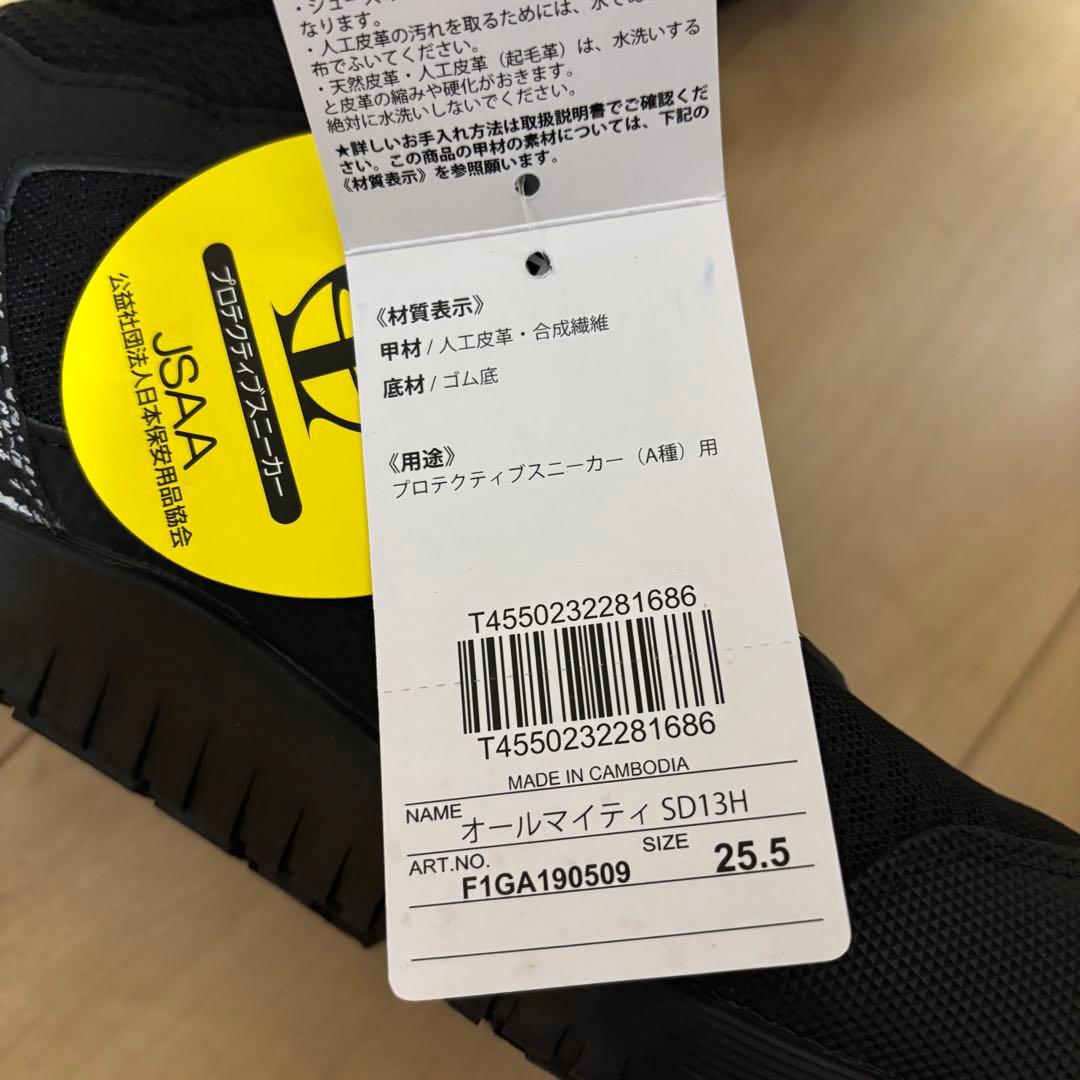 ・シューズ
なります。
・人工皮革の汚れを取るためには、水で
布でふいてください。
・天然皮革・人工皮革（起毛革）は、水洗いする
と皮革の縮みや硬化がおきます。
絶対に水洗いしないでください。
★詳しいお手入れ方法は取扱説明書でご確認くだ
さい。この商品の甲材の素材については、下記の
《材質表示》を参照願います。
《材質表示》
甲材 / 人工皮革・合成繊維
底材 / ゴム底
《用途》
プロテクティブスニーカー（A種）用
T4550232281686
T4550232281686
MADE IN CAMBODIA
NAME オールマイティ SD13H
ART.NO. F1GA190509 SIZE 25.5
プロテクティブスニーカー
JSAA
公益社団法人日本保安用品協会